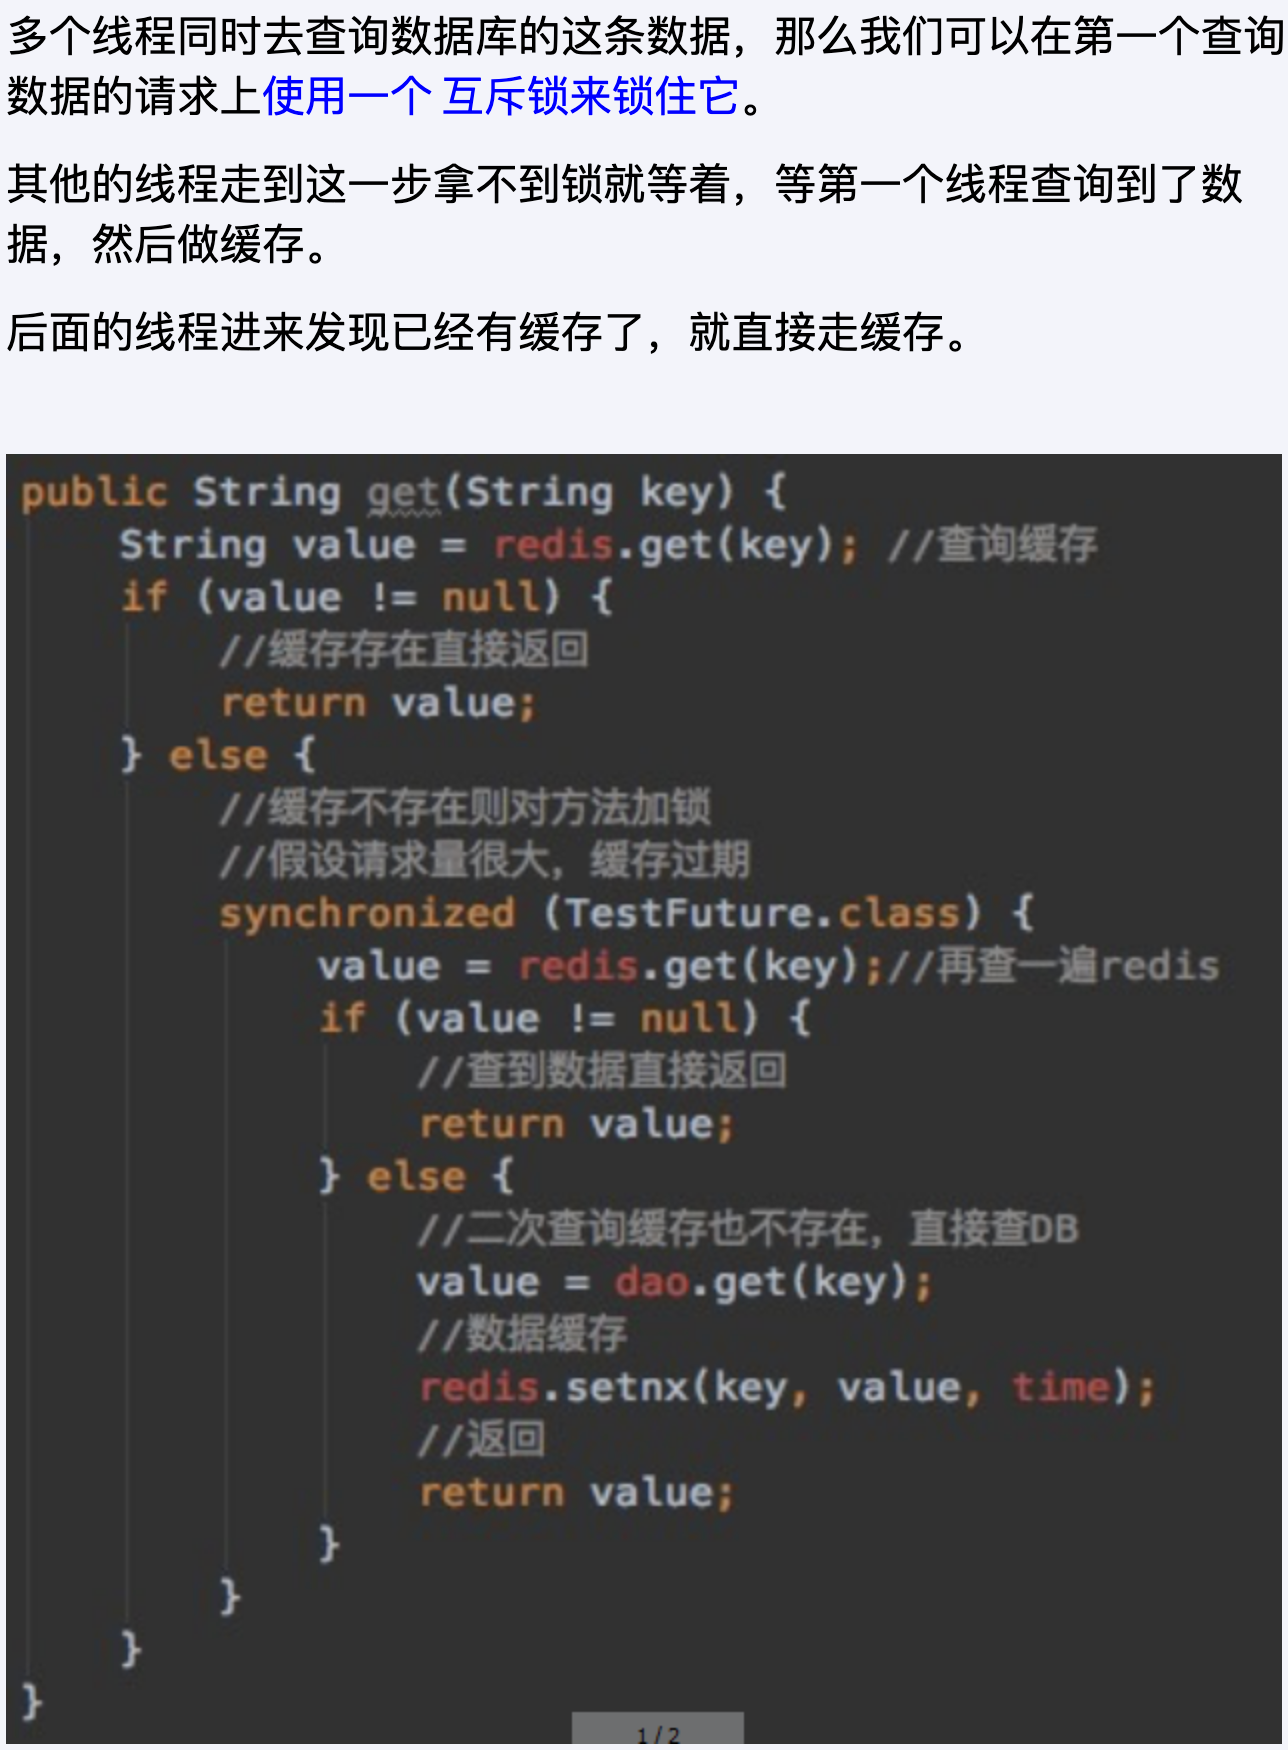 多个线程同时去查询数据库的这条数据，那么我们可以在第一个查询
数据的请求上使用一个 互斥锁来锁住它。
其他的线程走到这一步拿不到锁就等着，等第一个线程查询到了数
据，然后做缓存。
后面的线程进来发现已经有缓存了，就直接走缓存。
public String get(String key) {
    String value = redis.get(key); //查询缓存
    if (value != null) {
        //缓存存在直接返回
        return value;
    } else {
        //缓存不存在则对方法加锁
        //假设请求量很大，缓存过期
        synchronized (TestFuture.class) {
            value = redis.get(key);//再查一遍redis
            if (value != null) {
                //查到数据直接返回
                return value;
            } else {
                //二次查询缓存也不存在，直接查DB
                value = dao.get(key);
                //数据缓存
                redis.setnx(key, value, time);
                //返回
                return value;
            }
        }
    }
}
1 / 2